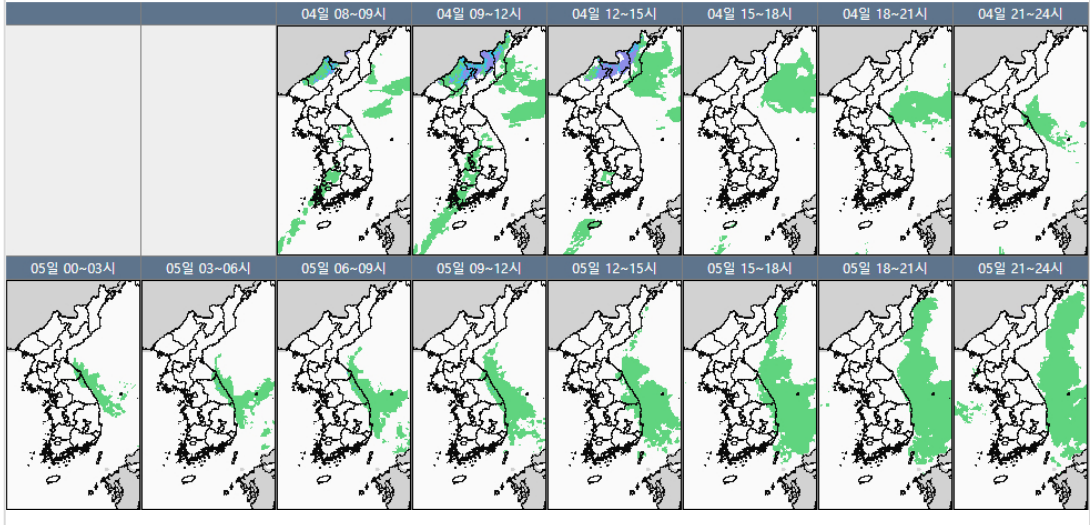 04일 08~09시
04일 09~12시
04일 12~15시
04일 15~18시
04일 18~21시
04일 21~24시
05일 00~03시
05일 03~06시
05일 06~09시
05일 09~12시
05일 12~15시
05일 15~18시
05일 18~21시
05일 21~24시